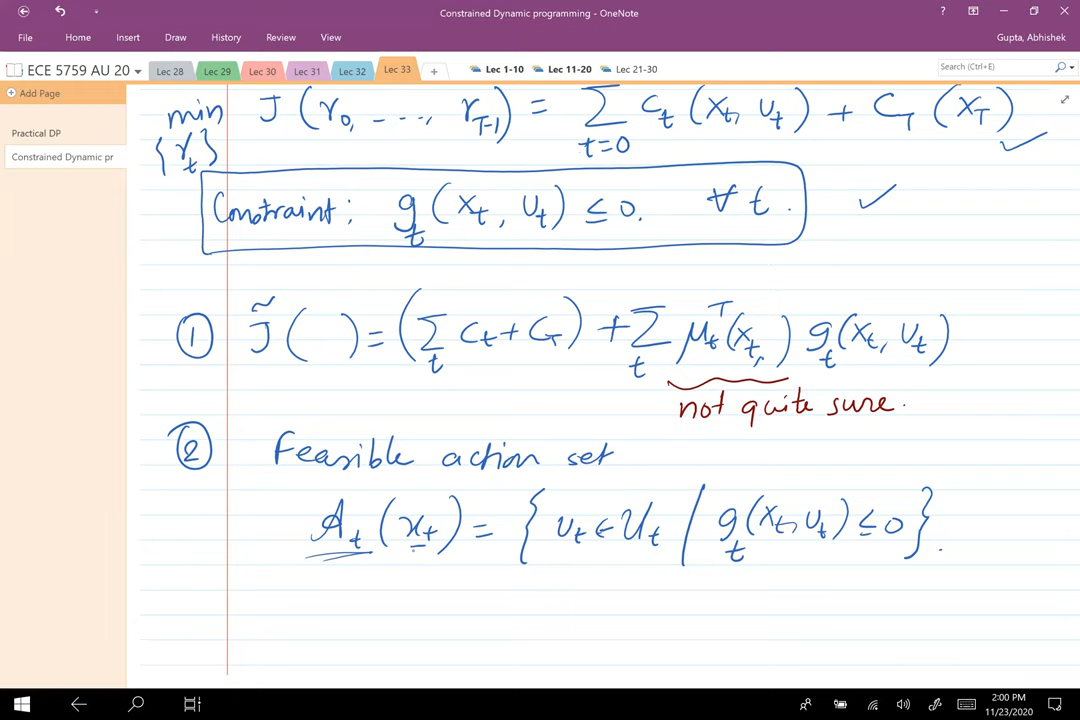 Constrained Dynamic programming - OneNote
?
Gupta, Abhishek
File Home Insert Draw History Review View
ECE 5759 AU 20 Lec 28 Lec 29 Lec 30 Lec 31 Lec 32 Lec 33 + Lec 1-10 Lec 11-20 Lec 21-30 Search (Ctrl+E)
Add Page
Practical DP
Constrained Dynamic pr
min {γt} J(γ0, ----, γT-1) = Σ t=0 ct(xt, ut) + CT(xT) ✓
Constraint: gt(xt, ut) ≤ 0. ∀ t. ✓
① J̃( ) = (Σt ct + CT) + Σt μtᵀ(xt, ) gt(xt, ut)
not quite sure.
② Feasible action set
At(xt) = { ut ∈ Ut | gt(xt, ut) ≤ 0 }.
2:00 PM
11/23/2020